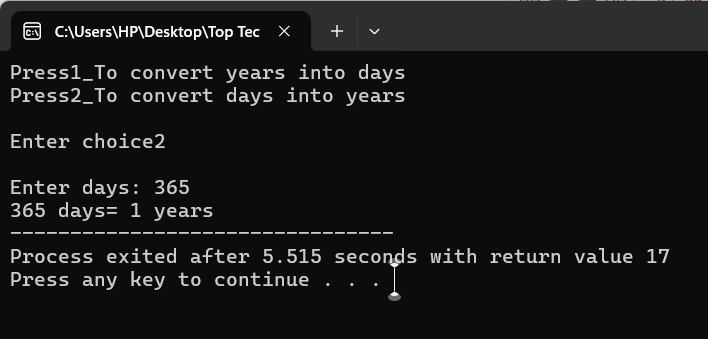 C:\Users\HP\Desktop\Top Tec
Press1_To convert years into days
Press2_To convert days into years
Enter choice2
Enter days: 365
365 days= 1 years
--------------------------------
Process exited after 5.515 seconds with return value 17
Press any key to continue . . .